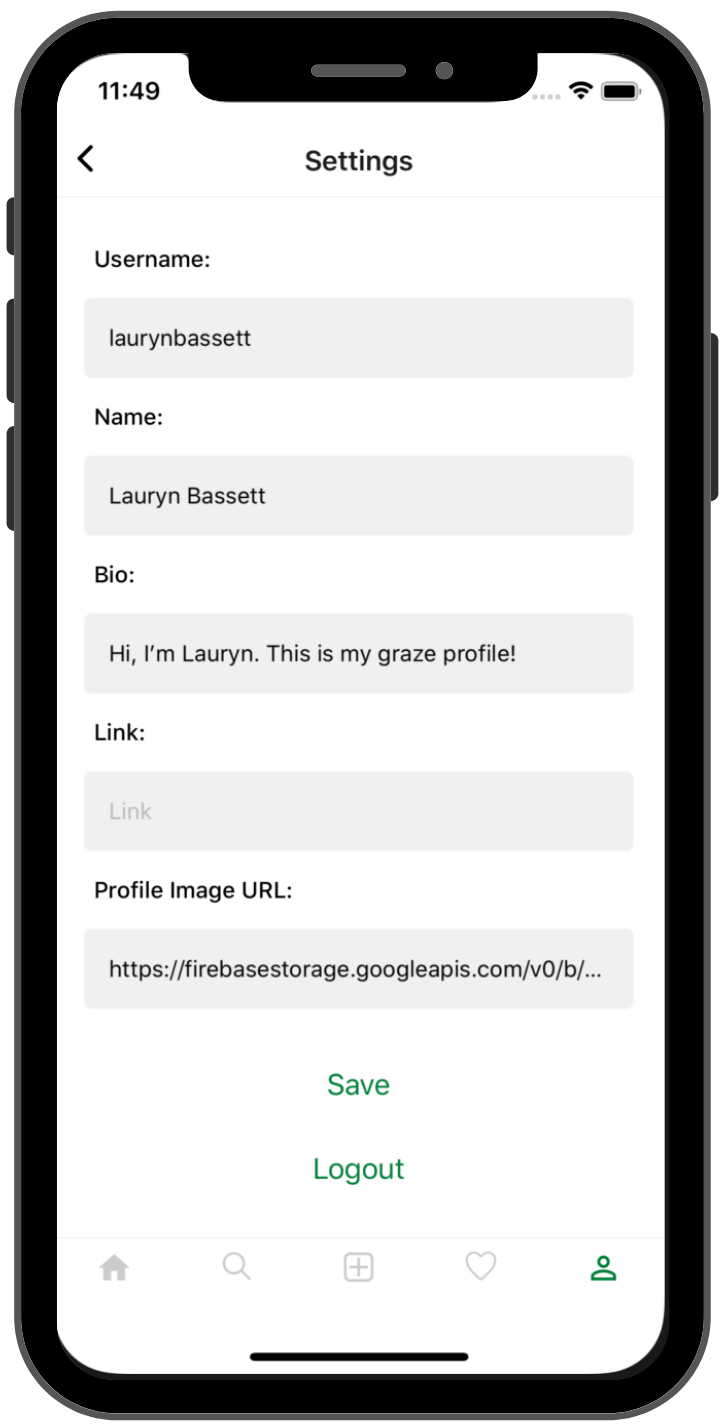 11:49
Settings
Username:
laurynbassett
Name:
Lauryn Bassett
Bio:
Hi, I’m Lauryn. This is my graze profile!
Link:
Link
Profile Image URL:
https://firebasestorage.googleapis.com/v0/b/...
Save
Logout